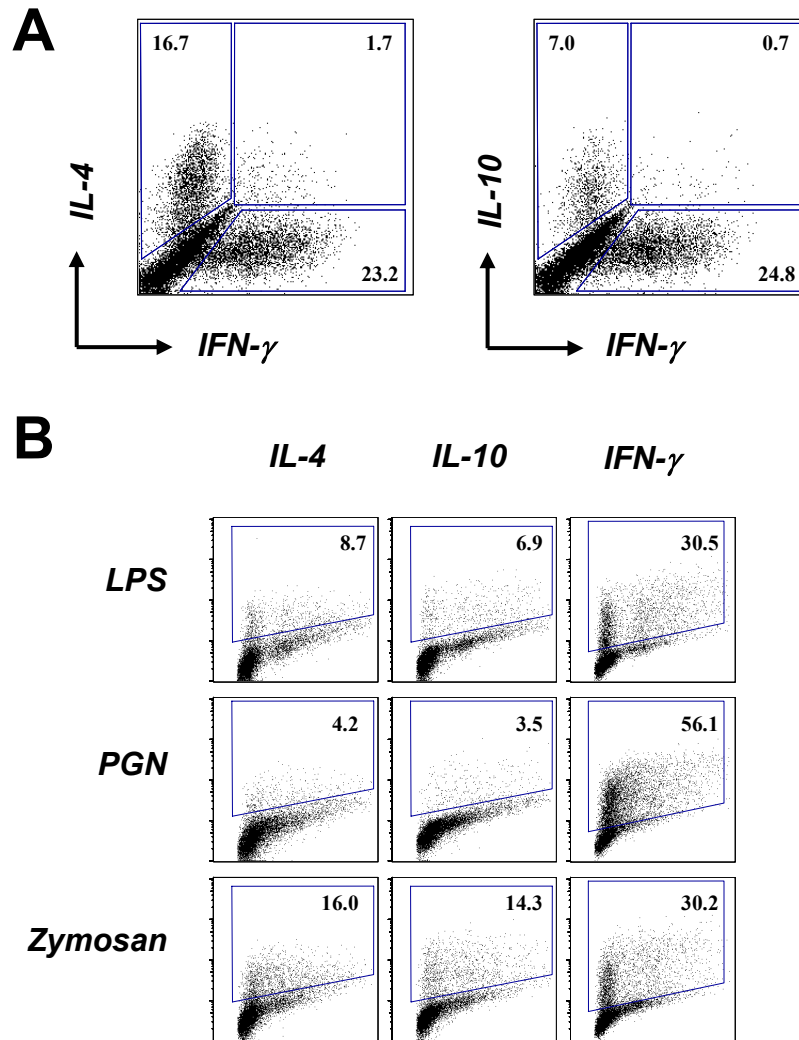 A
16.7 1.7
7.0 0.7
IL-4
IL-10
23.2
24.8
IFN-γ
IFN-γ
B
IL-4 IL-10 IFN-γ
LPS 8.7 6.9 30.5
PGN 4.2 3.5 56.1
Zymosan 16.0 14.3 30.2